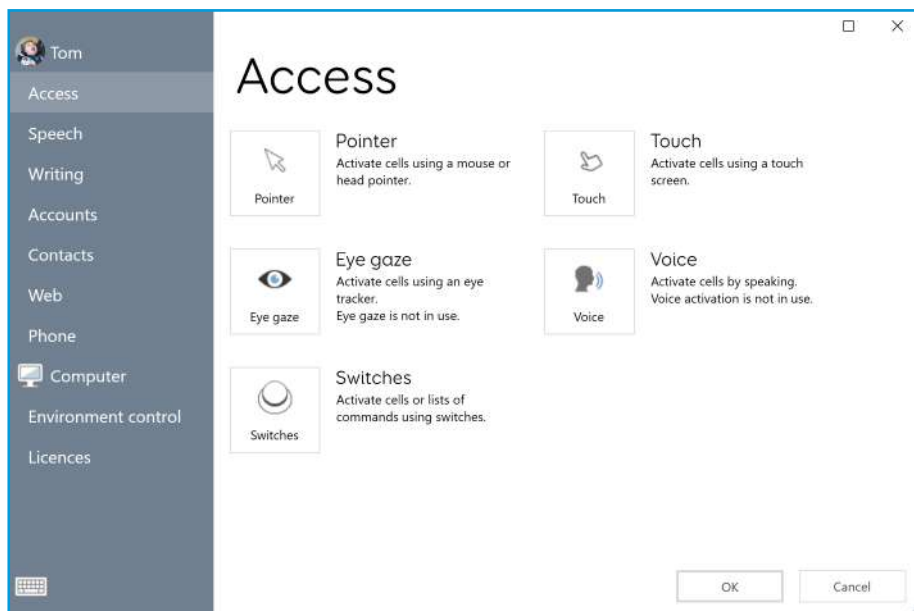 Tom
Access
Speech
Writing
Accounts
Contacts
Web
Phone
Computer
Environment control
Licences
Access
Pointer
Pointer
Activate cells using a mouse or
head pointer.
Touch
Touch
Activate cells using a touch
screen.
Eye gaze
Eye gaze
Activate cells using an eye
tracker.
Eye gaze is not in use.
Voice
Voice
Activate cells by speaking.
Voice activation is not in use.
Switches
Switches
Activate cells or lists of
commands using switches.
OK
Cancel